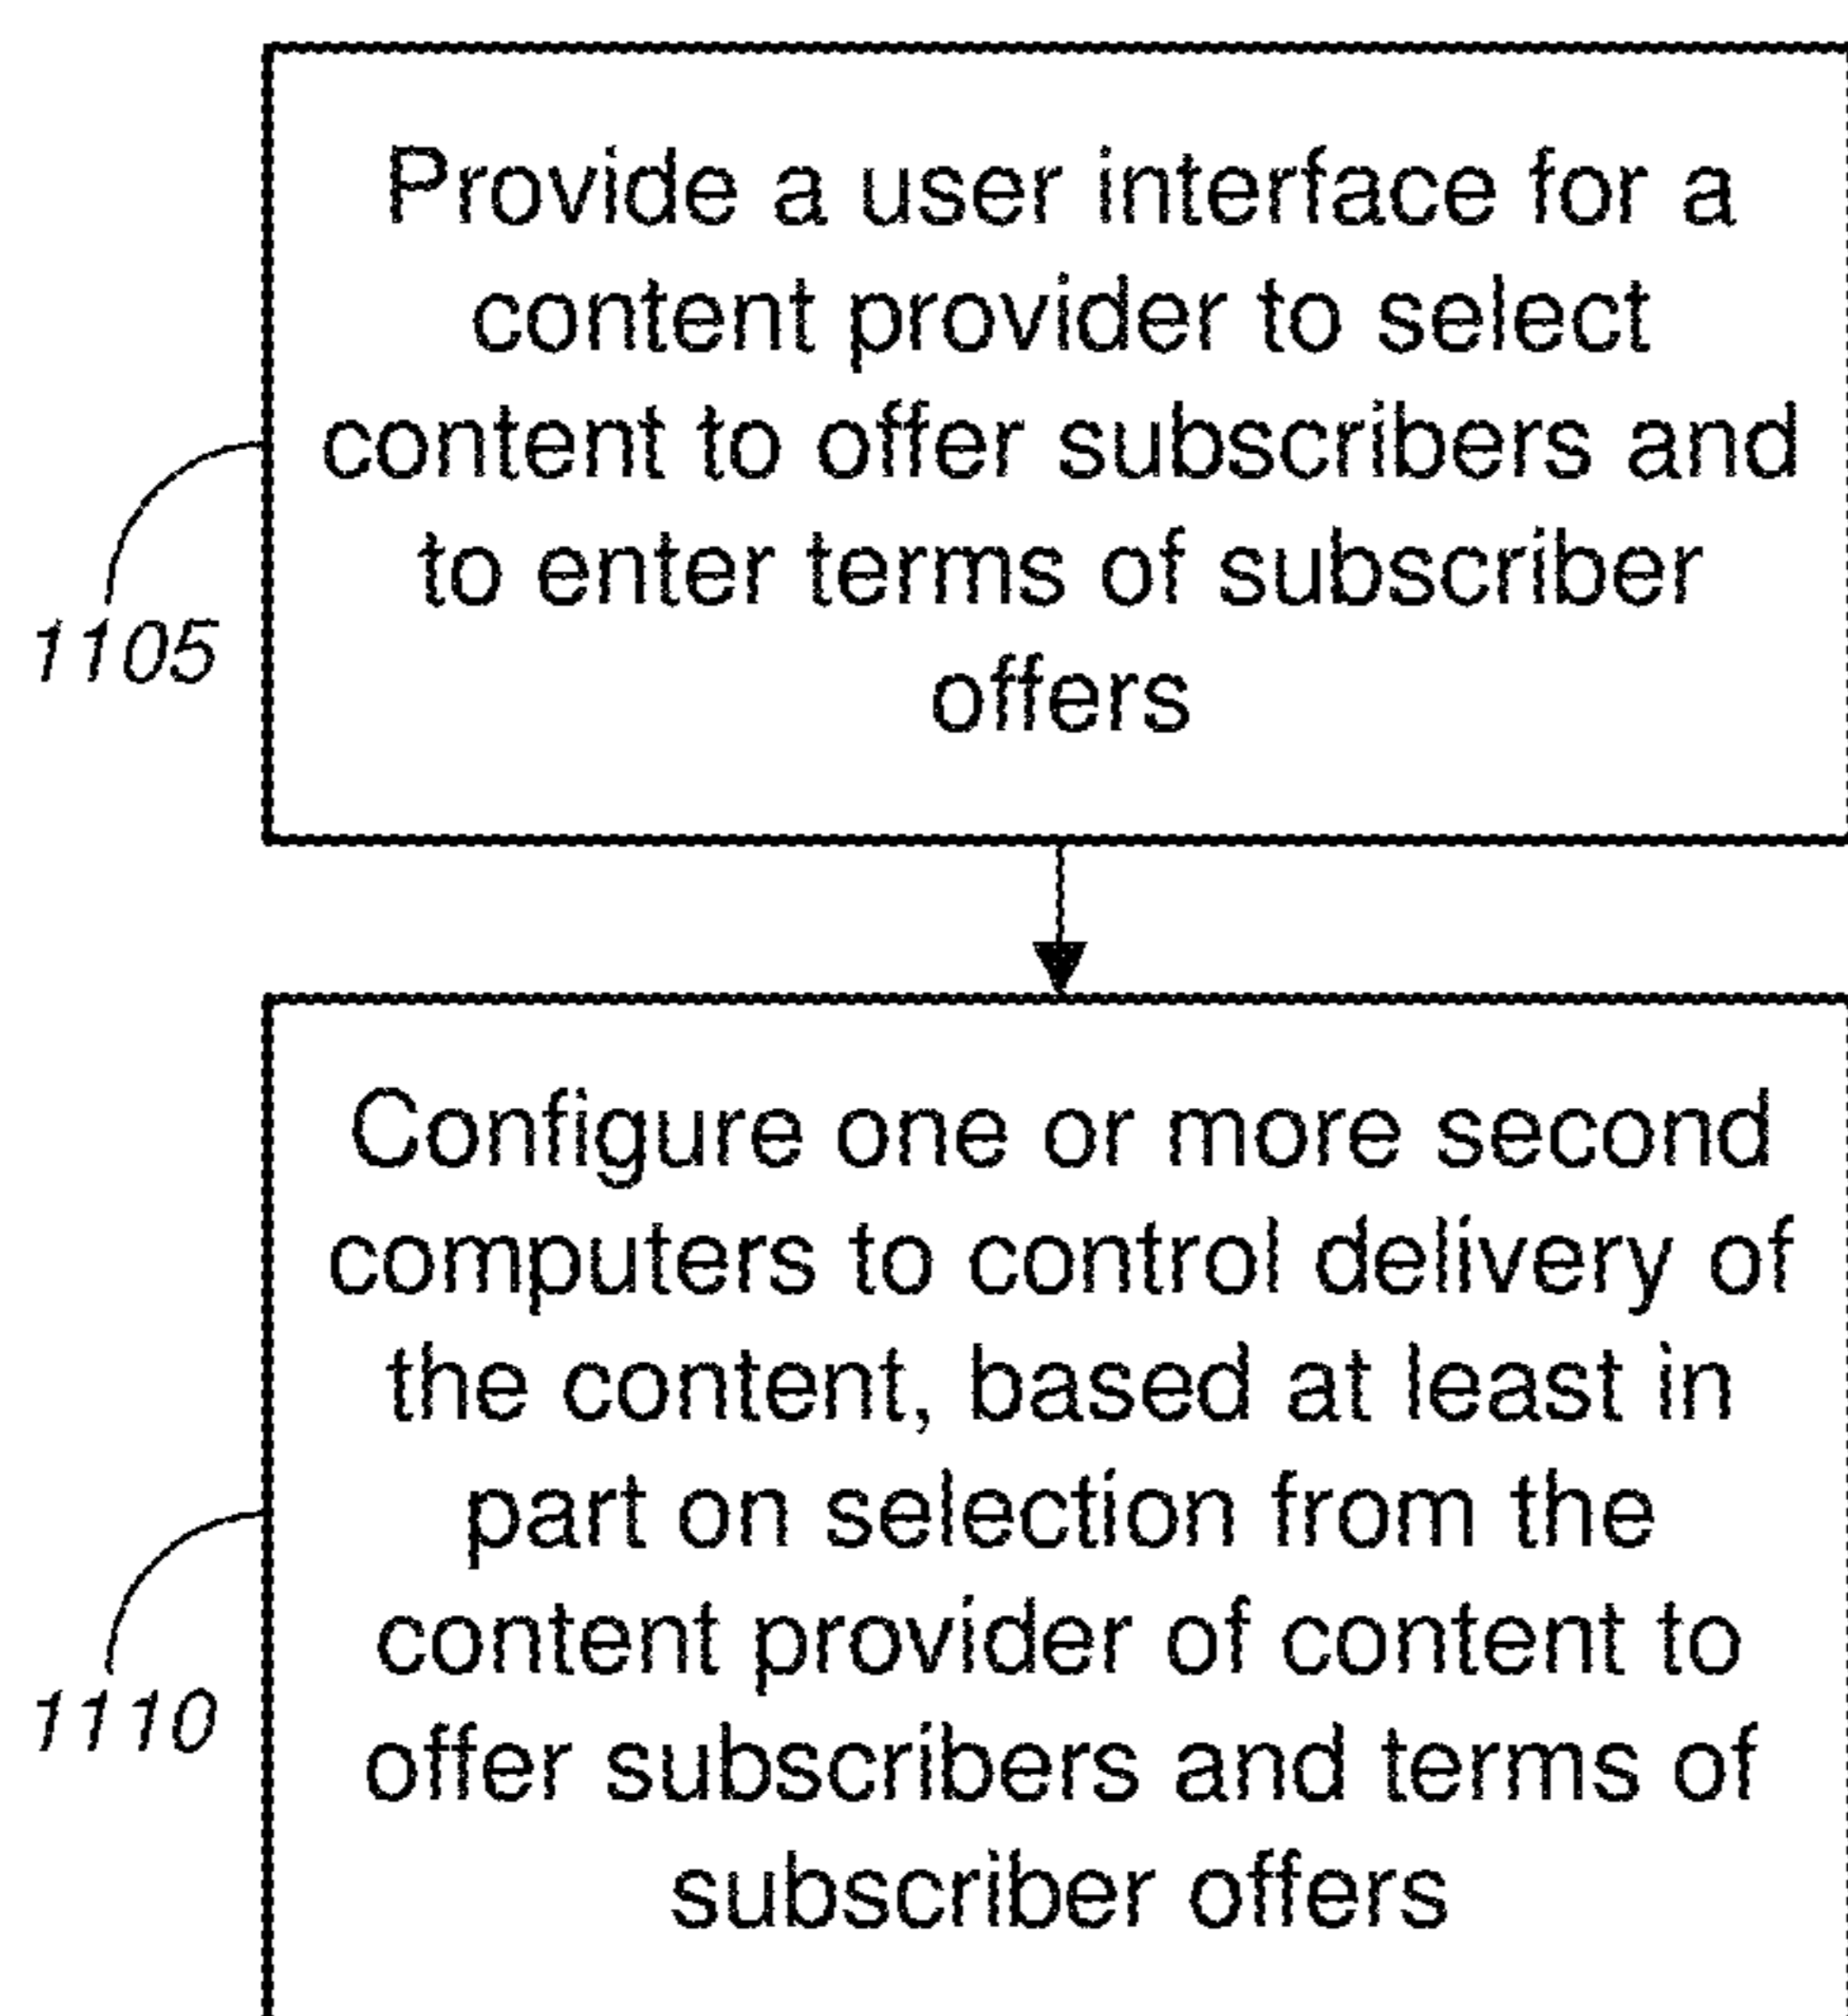 Provide a user interface for a
content provider to select
content to offer subscribers and
to enter terms of subscriber
offers
1105
Configure one or more second
computers to control delivery of
the content, based at least in
part on selection from the
content provider of content to
offer subscribers and terms of
subscriber offers
1110